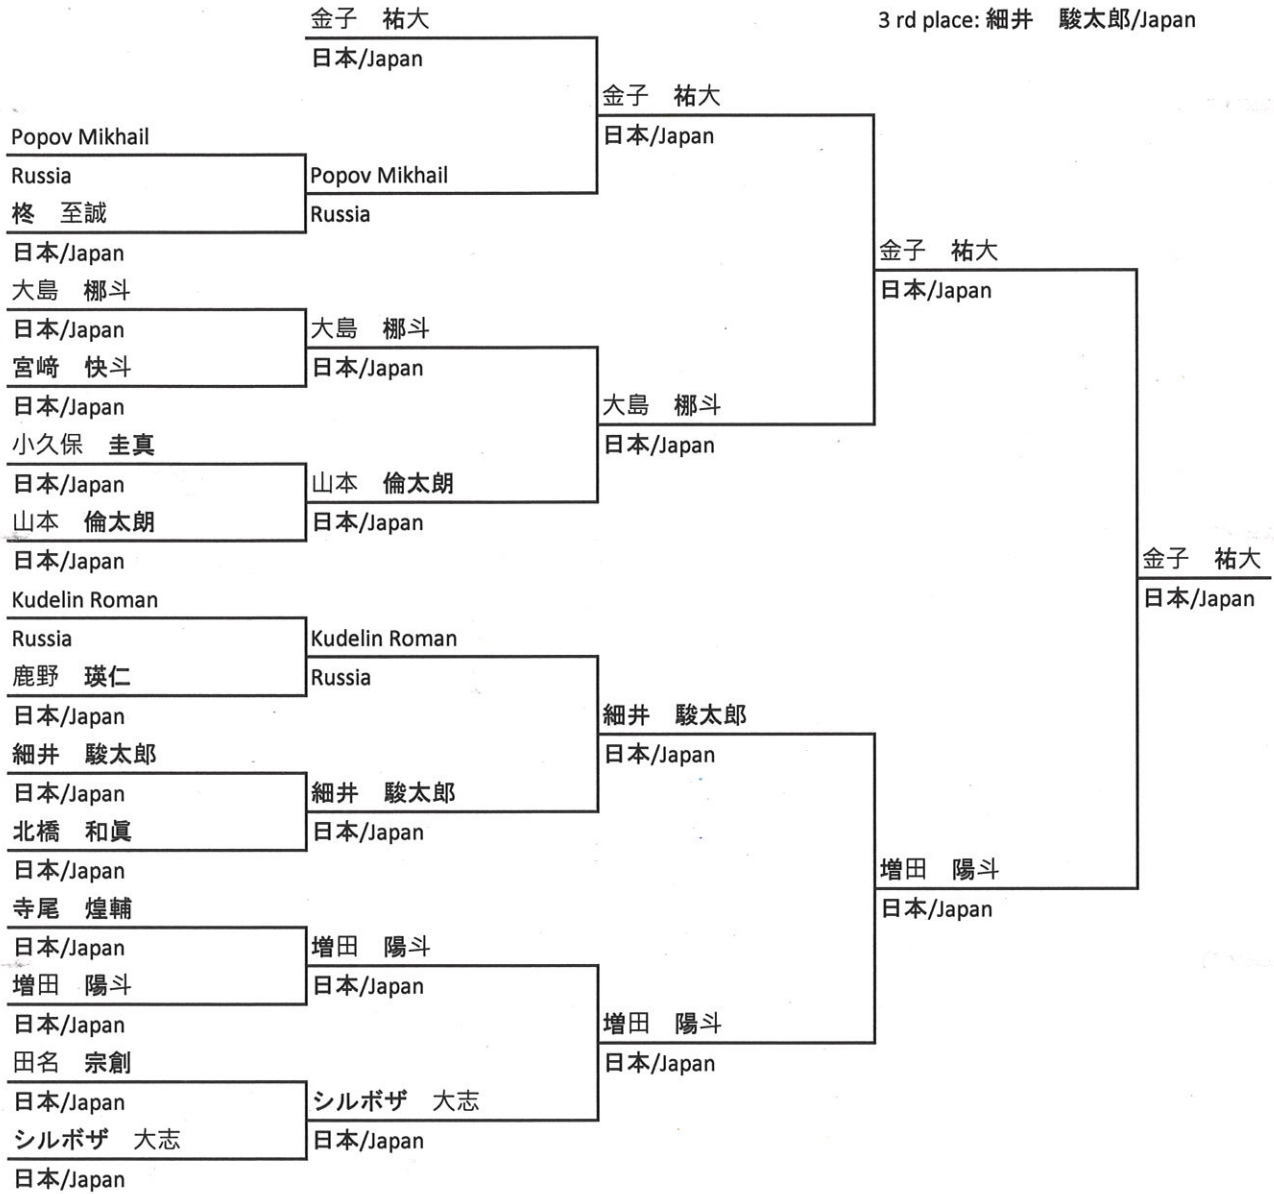 金子　祐大
日本/Japan
3 rd place: 細井　駿太郎/Japan
金子　祐大
日本/Japan
Popov Mikhail
Russia
柊　至誠
日本/Japan
Popov Mikhail
Russia
金子　祐大
日本/Japan
大島　梛斗
日本/Japan
宮﨑　快斗
日本/Japan
大島　梛斗
日本/Japan
大島　梛斗
日本/Japan
小久保　圭真
日本/Japan
山本　倫太朗
日本/Japan
山本　倫太朗
日本/Japan
金子　祐大
日本/Japan
Kudelin Roman
Russia
鹿野　瑛仁
日本/Japan
Kudelin Roman
Russia
細井　駿太郎
日本/Japan
細井　駿太郎
日本/Japan
北橋　和眞
日本/Japan
細井　駿太郎
日本/Japan
増田　陽斗
日本/Japan
寺尾　煌輔
日本/Japan
増田　陽斗
日本/Japan
増田　陽斗
日本/Japan
増田　陽斗
日本/Japan
田名　宗創
日本/Japan
シルボザ　大志
日本/Japan
シルボザ　大志
日本/Japan